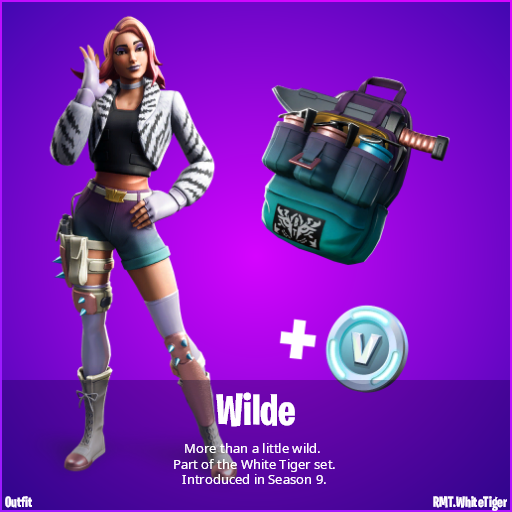 V
Wilde
More than a little wild.
Part of the White Tiger set.
Introduced in Season 9.
Outfit
RMT.WhiteTiger